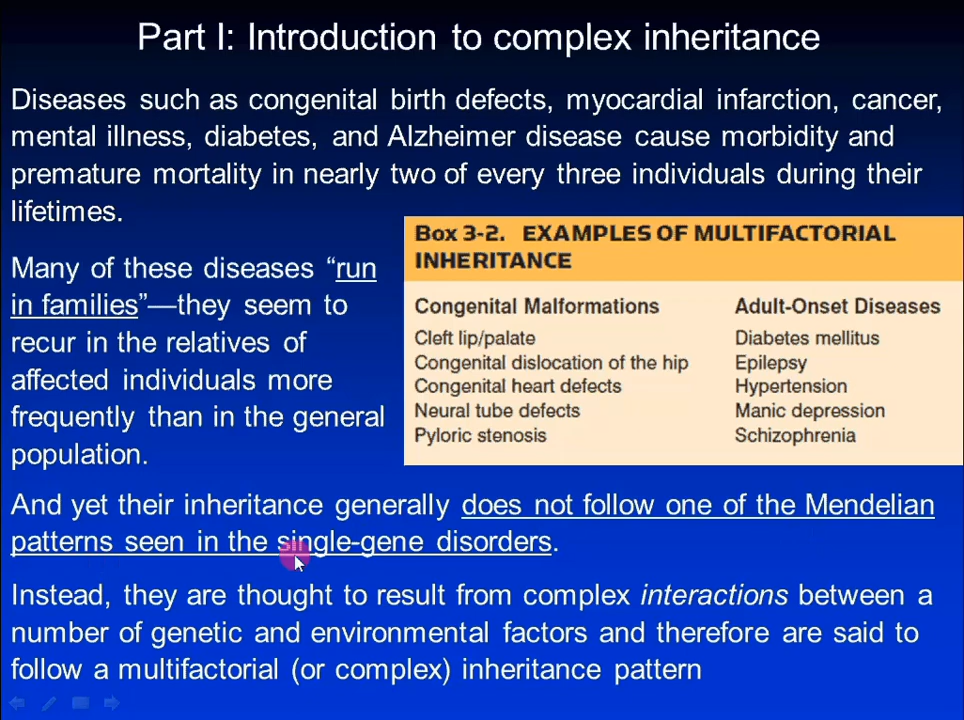 Part I: Introduction to complex inheritance
Diseases such as congenital birth defects, myocardial infarction, cancer,
mental illness, diabetes, and Alzheimer disease cause morbidity and
premature mortality in nearly two of every three individuals during their
lifetimes.
Many of these diseases “run
in families”—they seem to
recur in the relatives of
affected individuals more
frequently than in the general
population.
Box 3-2. EXAMPLES OF MULTIFACTORIAL
INHERITANCE
Congenital Malformations
Cleft lip/palate
Congenital dislocation of the hip
Congenital heart defects
Neural tube defects
Pyloric stenosis
Adult-Onset Diseases
Diabetes mellitus
Epilepsy
Hypertension
Manic depression
Schizophrenia
And yet their inheritance generally does not follow one of the Mendelian
patterns seen in the single-gene disorders.
Instead, they are thought to result from complex interactions between a
number of genetic and environmental factors and therefore are said to
follow a multifactorial (or complex) inheritance pattern